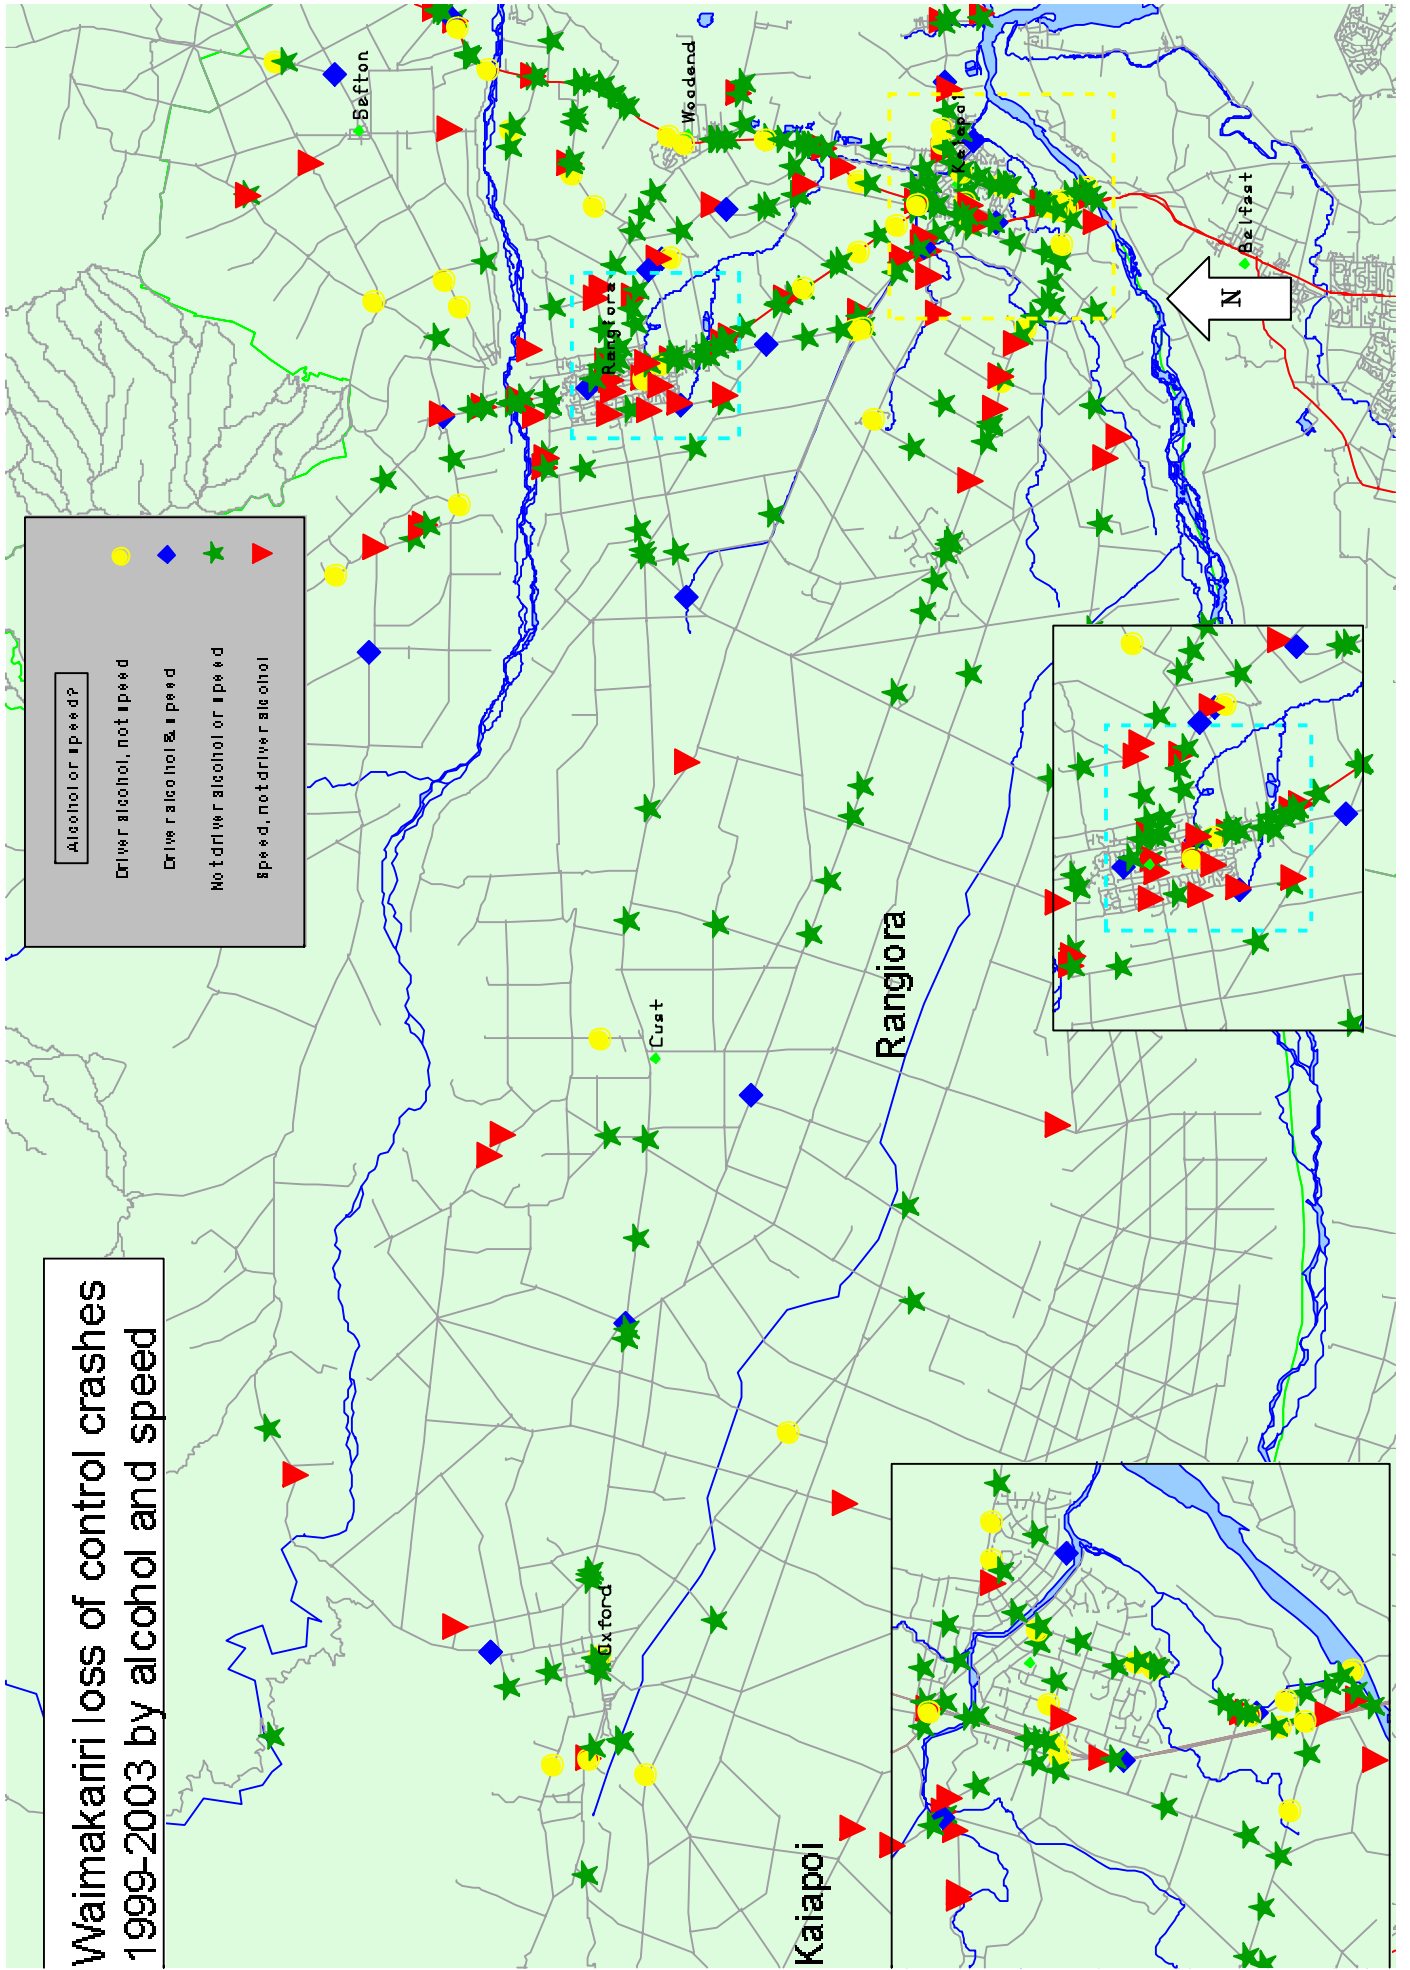 Waimakariri loss of control crashes
1999-2003 by alcohol and speed
Alcohol or speed?
Driver alcohol, not speed
Driver alcohol & speed
Not driver alcohol or speed
Speed, not driver alcohol
Sefton
Woodend
Kaiapoi
Rangiora
Belfast
N
Cust
Oxford
Rangiora
Kaiapoi